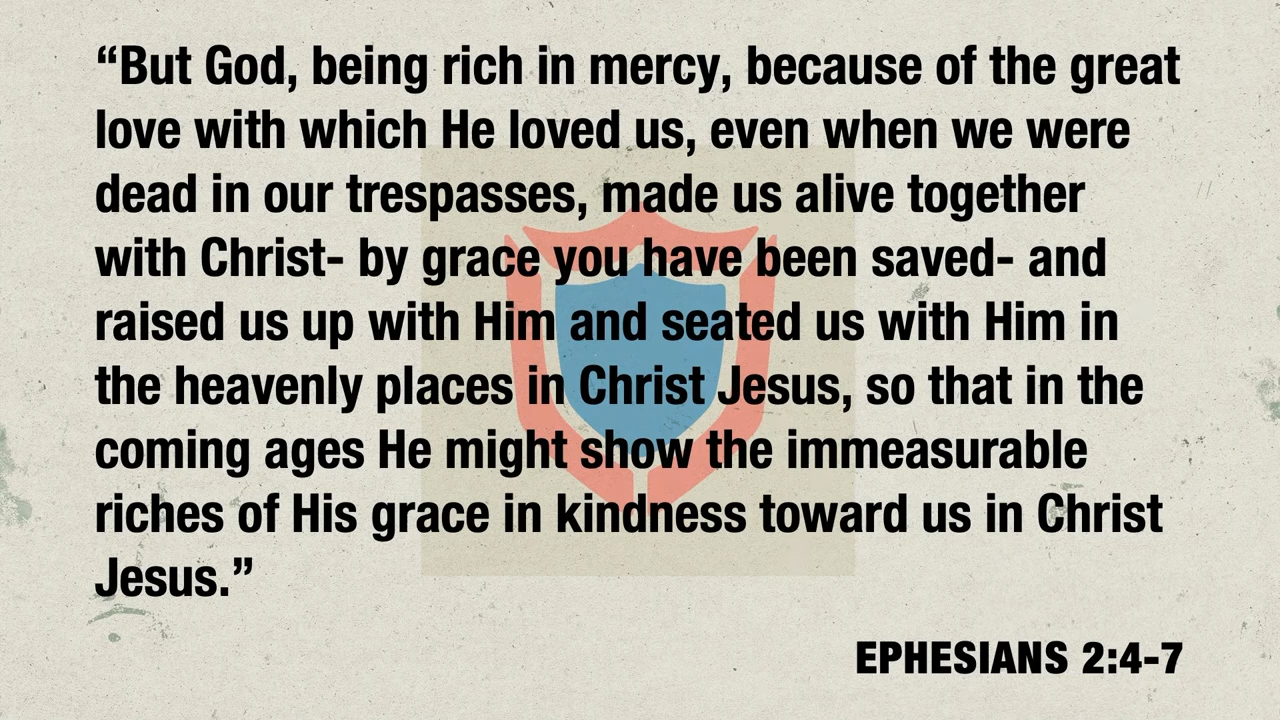 “But God, being rich in mercy, because of the great
love with which He loved us, even when we were
dead in our trespasses, made us alive together
with Christ- by grace you have been saved- and
raised us up with Him and seated us with Him in
the heavenly places in Christ Jesus, so that in the
coming ages He might show the immeasurable
riches of His grace in kindness toward us in Christ
Jesus.”
EPHESIANS 2:4-7